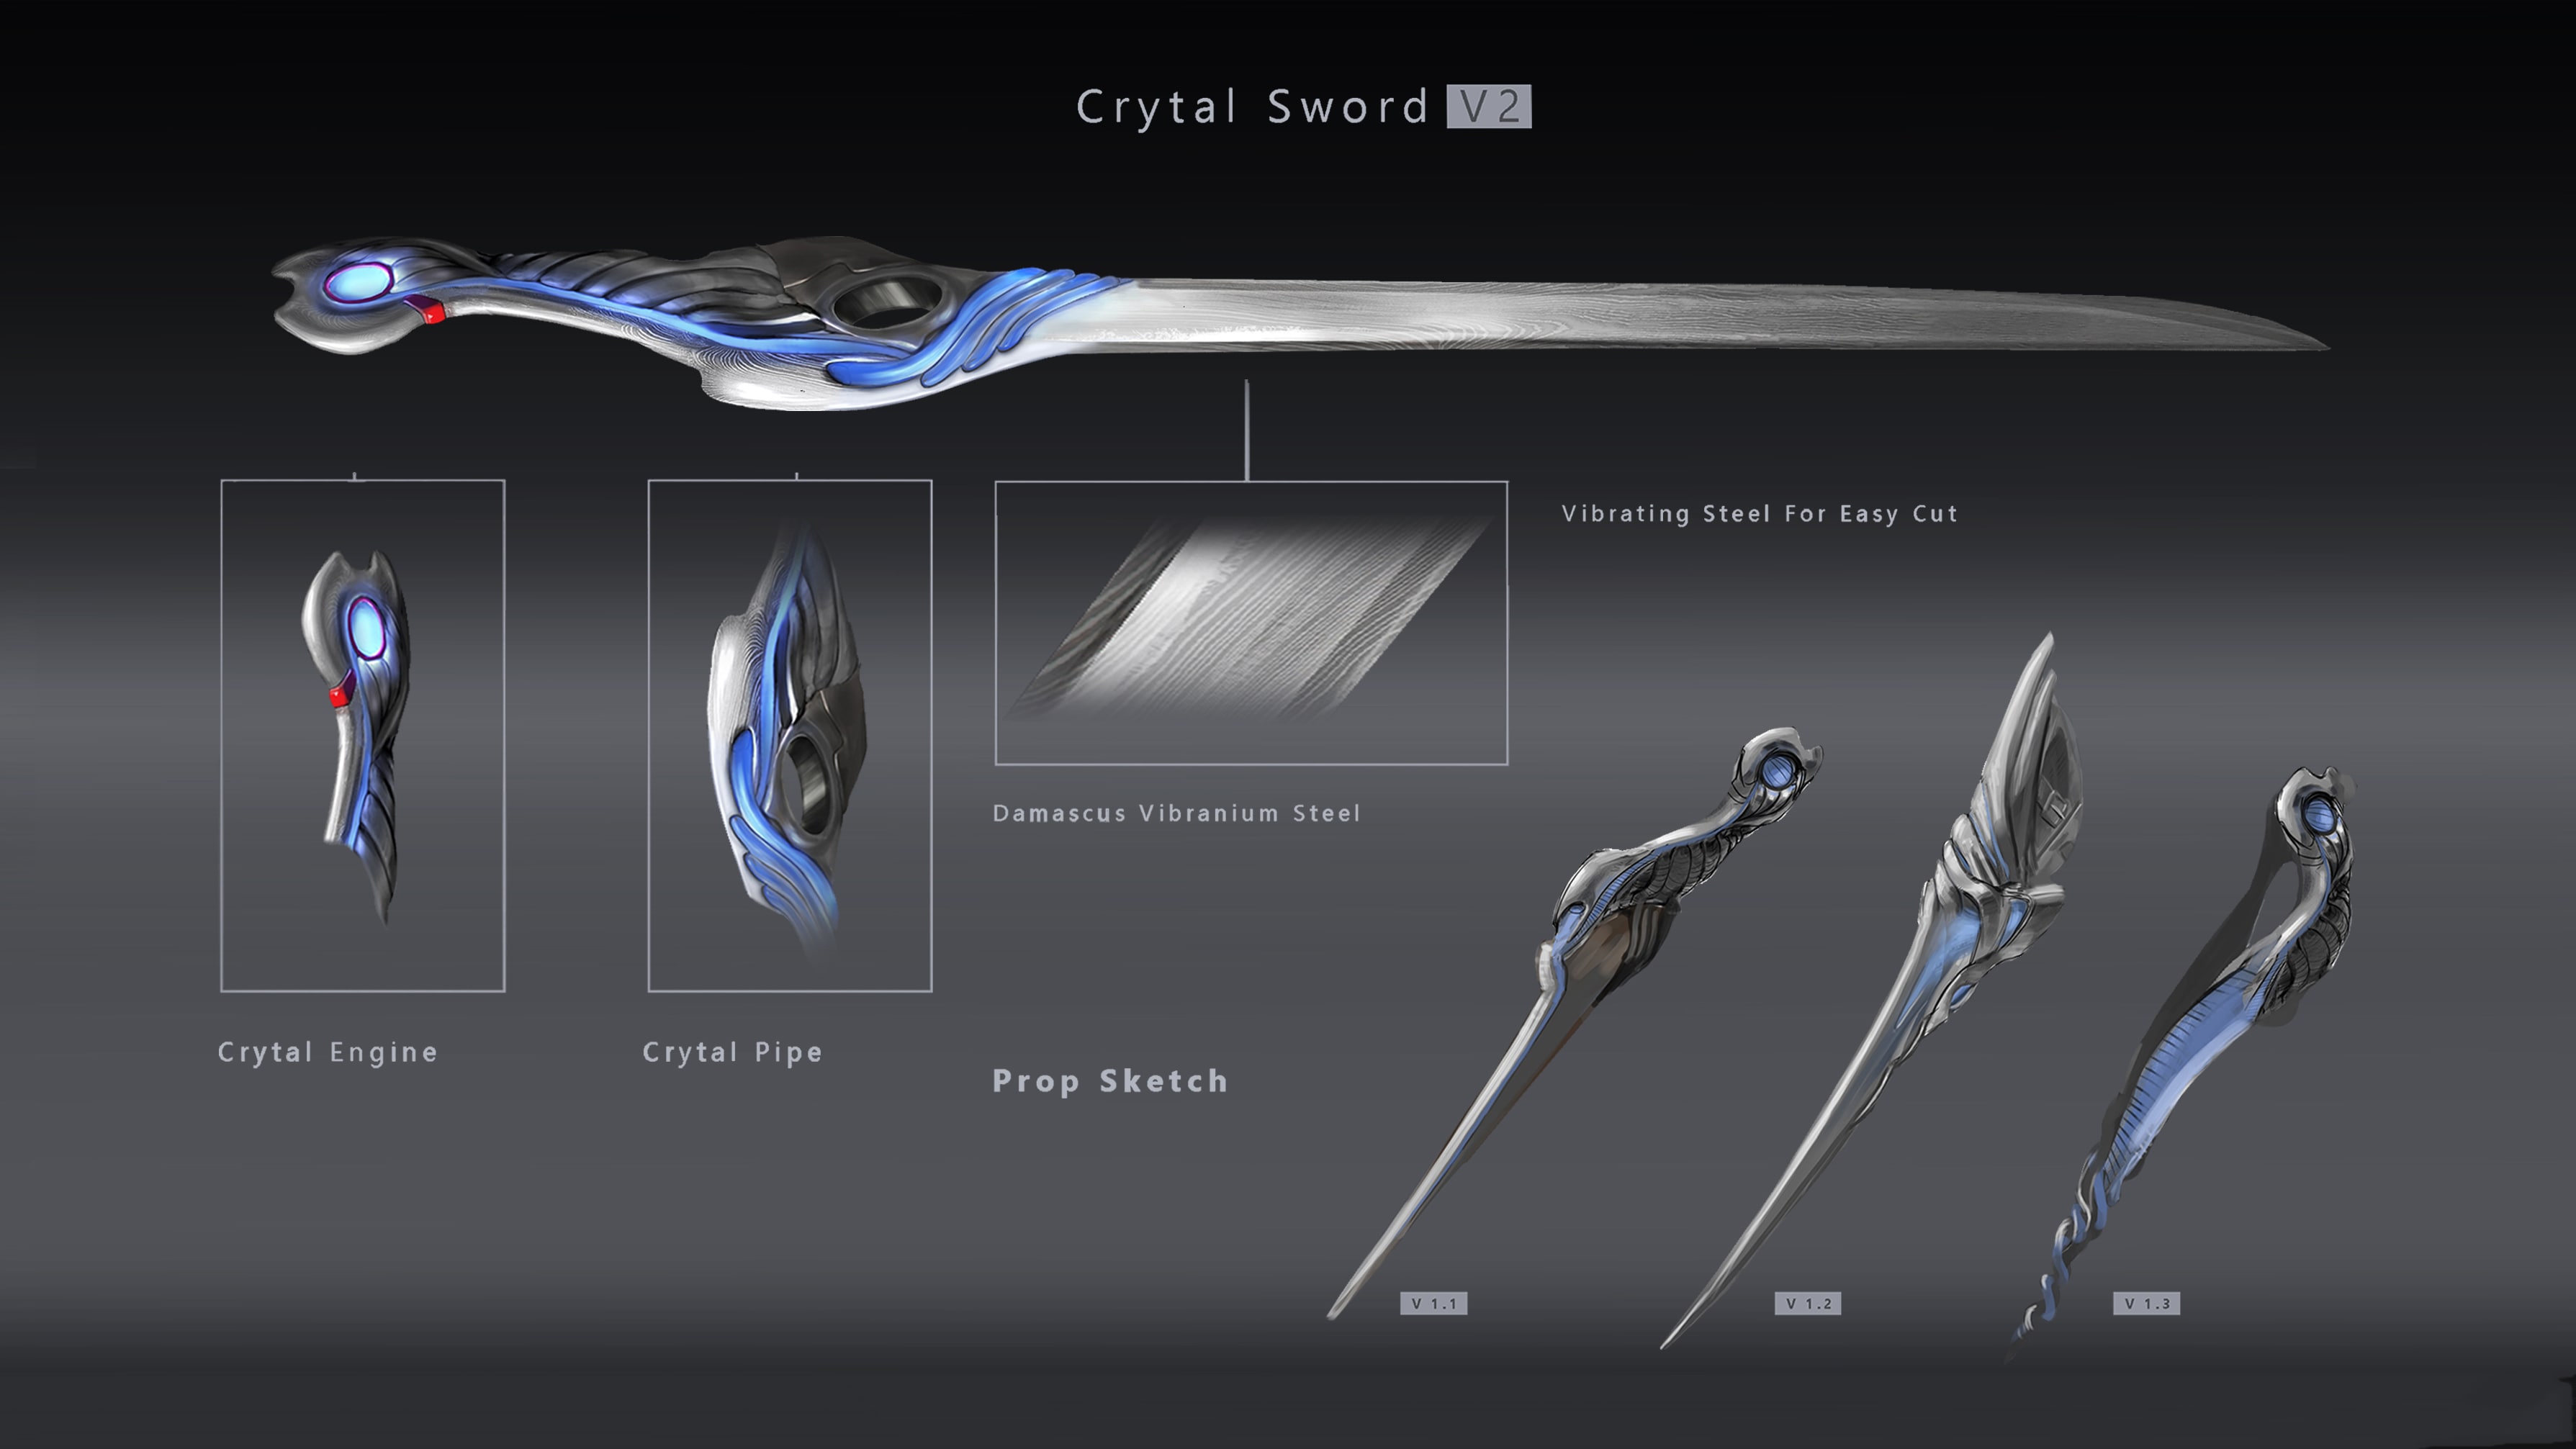 Crytal Sword V2
Vibrating Steel For Easy Cut
Damascus Vibranium Steel
Crytal Engine
Crytal Pipe
Prop Sketch
V 1.1
V 1.2
V 1.3